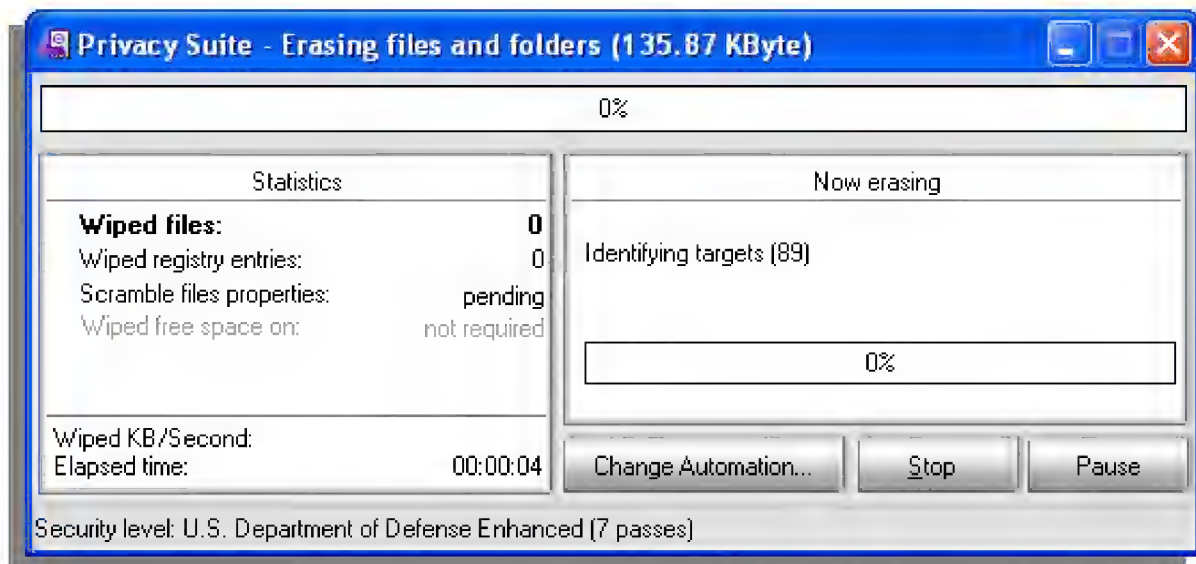 Privacy Suite - Erasing files and folders (135.87 KByte)
0%
Statistics
Wiped files: 0
Wiped registry entries: 0
Scramble files properties: pending
Wiped free space on: not required
Wiped KB/Second:
Elapsed time: 00:00:04
Now erasing
Identifying targets (89)
0%
Change Automation... Stop Pause
Security level: U.S. Department of Defense Enhanced (7 passes)